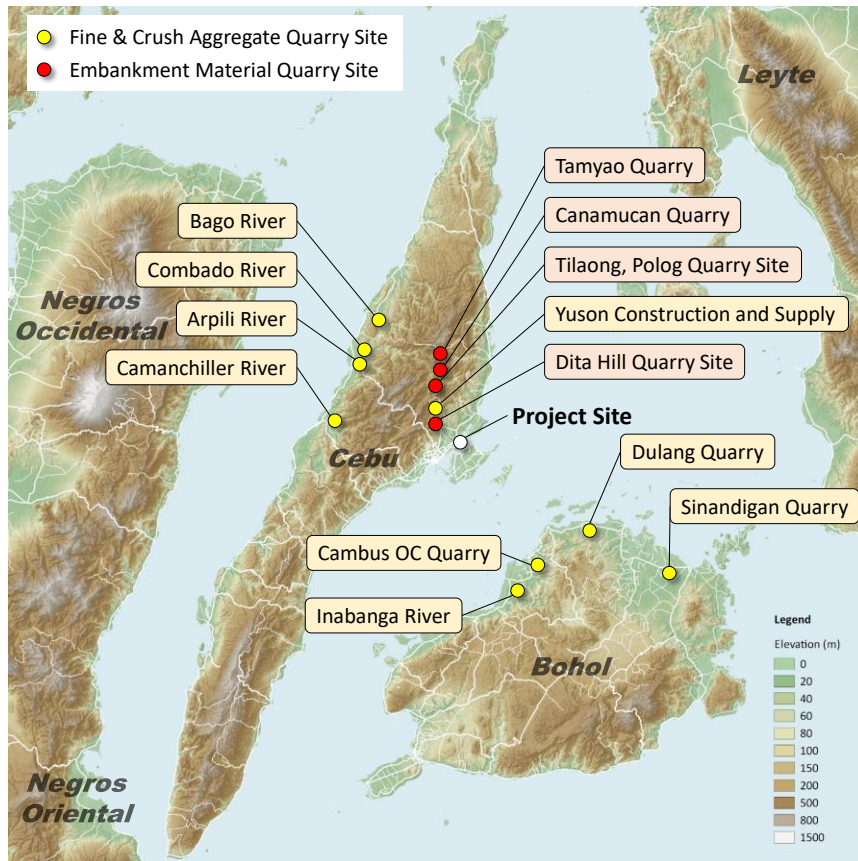 Fine & Crush Aggregate Quarry Site
Embankment Material Quarry Site
Leyte
Tamyao Quarry
Bago River
Canamucan Quarry
Combado River
Tilaong, Polog Quarry Site
Negros
Occidental
Arpili River
Yuson Construction and Supply
Camanchiller River
Dita Hill Quarry Site
Project Site
Cebu
Dulang Quarry
Sinandigan Quarry
Cambus OC Quarry
Inabanga River
Bohol
Legend
Elevation (m)
0
20
40
60
80
100
150
200
500
800
1500
Negros
Oriental